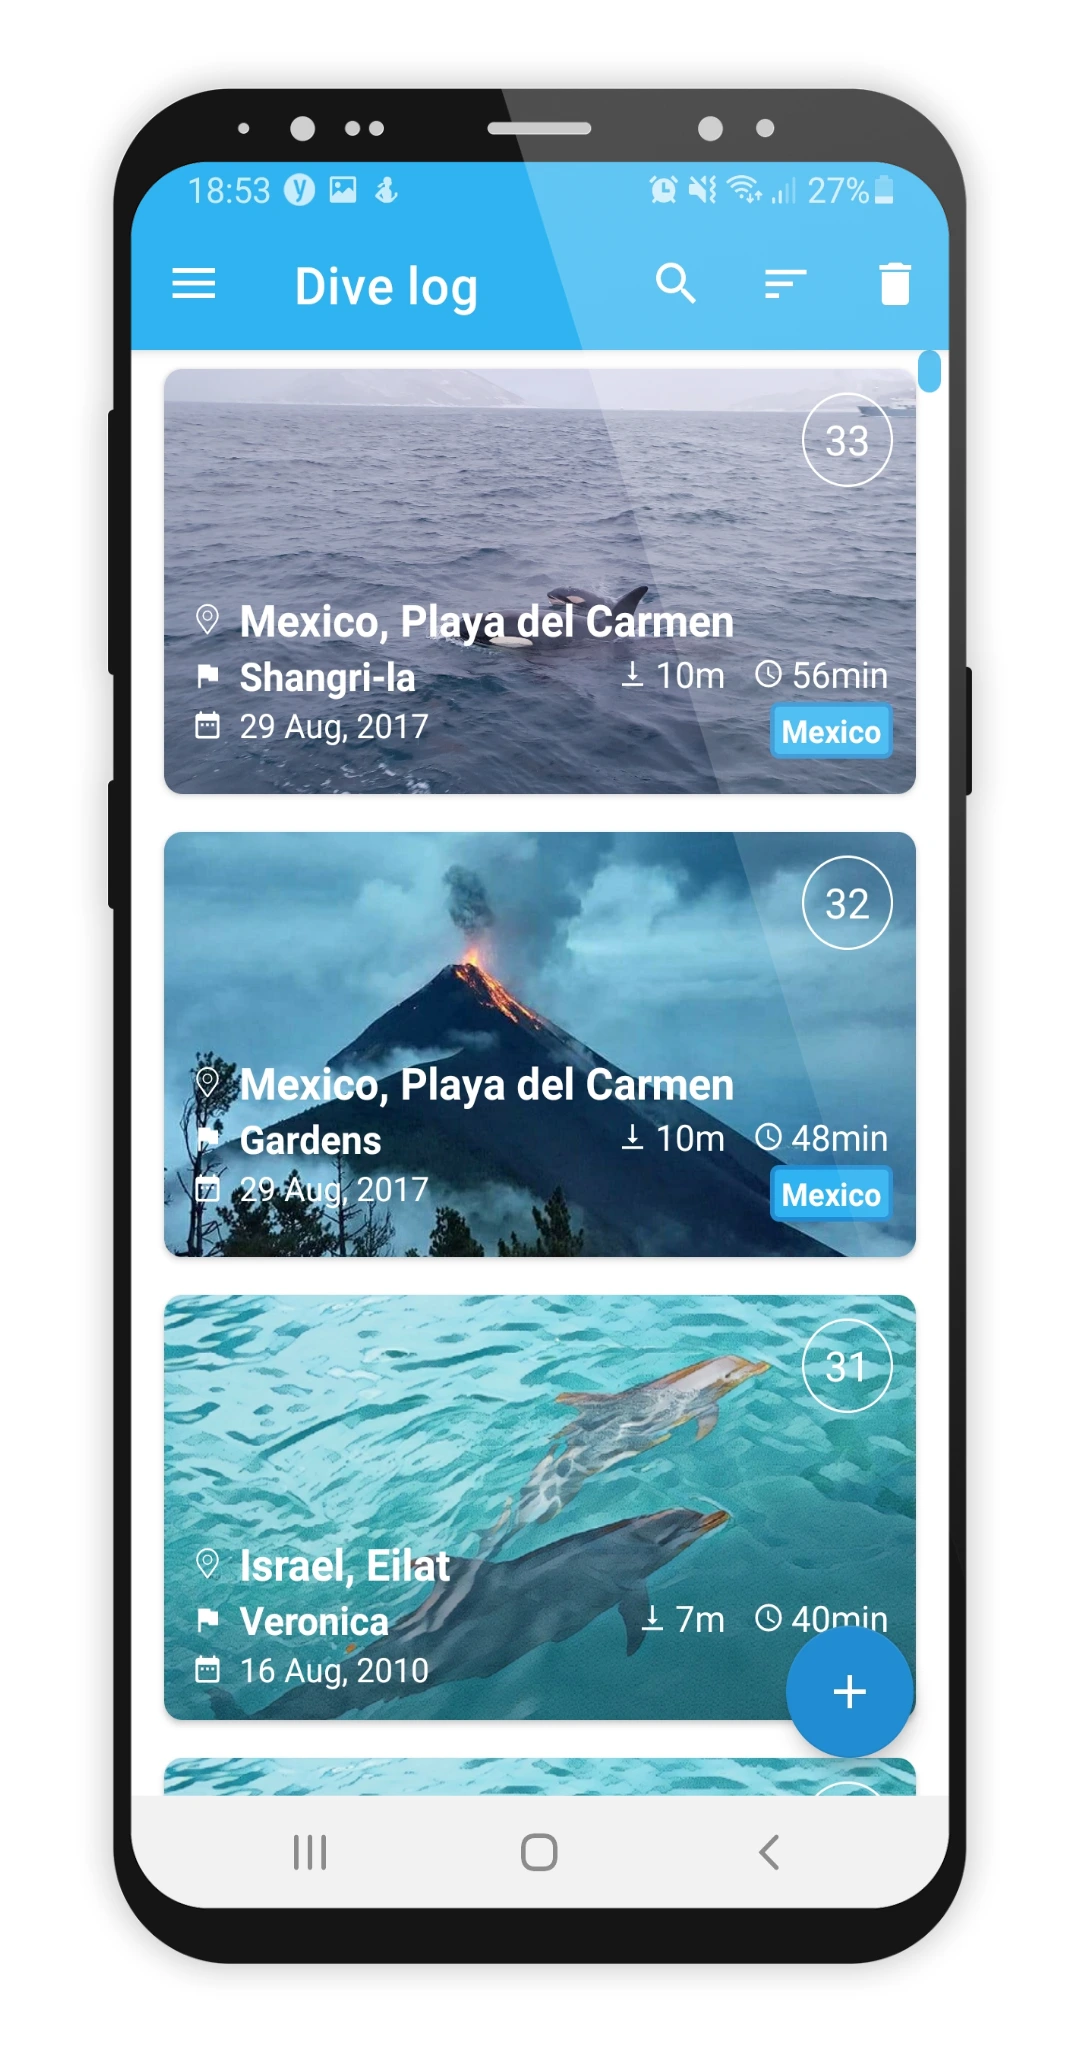 18:53 y 27%
Dive log
33
Mexico, Playa del Carmen
Shangri-la 10m 56min
29 Aug, 2017 Mexico
32
Mexico, Playa del Carmen
Gardens 10m 48min
29 Aug, 2017 Mexico
31
Israel, Eilat
Veronica 7m 40min
16 Aug, 2010
+